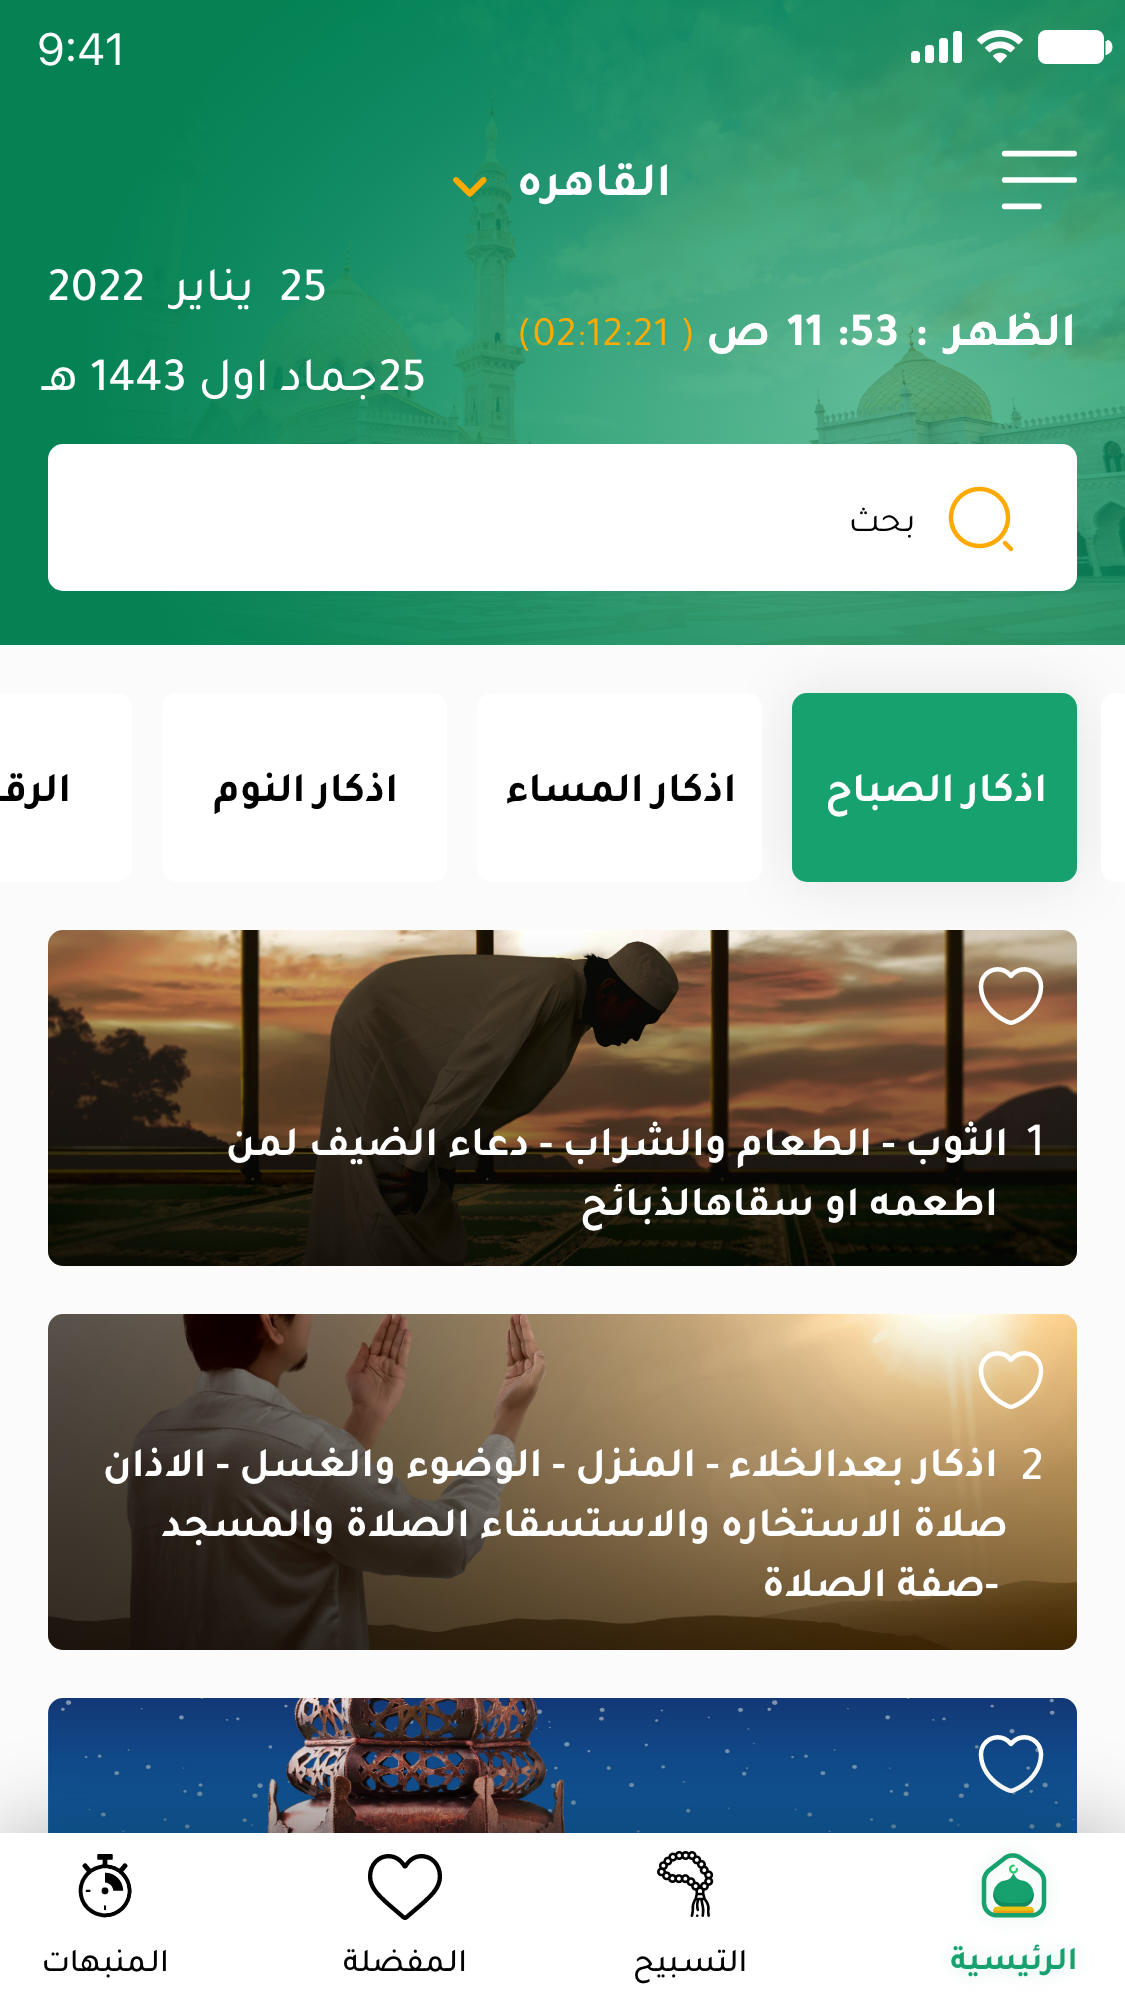 9:41
القاهره
25 يناير 2022
الظهر : 53: 11 ص ( 02:12:21)
25جماد اول 1443 هـ
بحث
اذكار الصباح
اذكار المساء
اذكار النوم
الرق
1 الثوب - الطعام والشراب - دعاء الضيف لمن
اطعمه او سقاهالذبائح
2 اذكار بعدالخلاء - المنزل - الوضوء والغسل - الاذان
صلاة الاستخاره والاستسقاء الصلاة والمسجد
-صفة الصلاة
الرئيسية
التسبيح
المفضلة
المنبهات